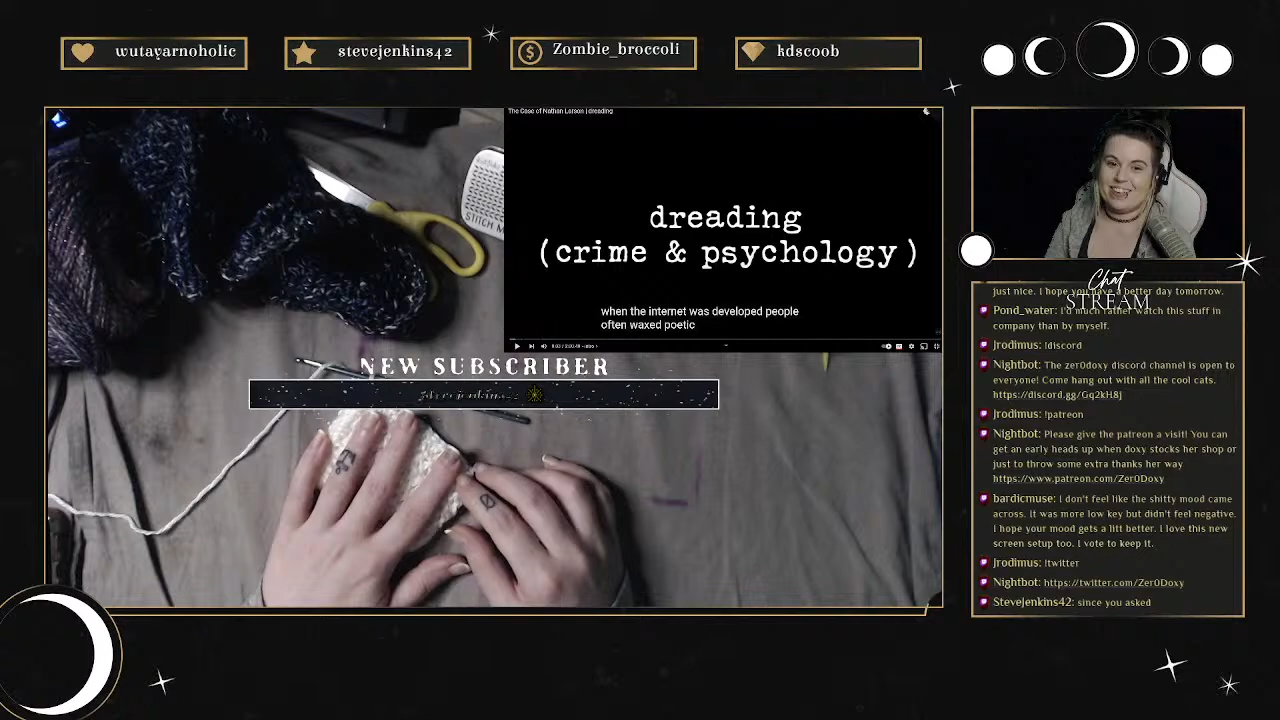 wutayarnoholic
stevejenkins42
Zombie_broccoli
kdscoob
The Case of Nathan Larson | dreading
dreading
(crime & psychology)
when the internet was developed people
often waxed poetic
STITCH
NEW SUBSCRIBER
stevejenkins42
Chat
STREAM
just nice. I hope you have a better day tomorrow.
Pond_water: I'd much rather watch this stuff in
company than by myself.
Jrodimus: !discord
Nightbot: The zer0doxy discord channel is open to
everyone! Come hang out with all the cool cats.
https://discord.gg/Gq2kH8j
Jrodimus: !patreon
Nightbot: Please give the patreon a visit! You can
get an early heads up when doxy stocks her shop or
just to throw some extra thanks her way
https://www.patreon.com/Zer0Doxy
bardicmuse: I don't feel like the shitty mood came
across. It was more low key but didn't feel negative.
I hope your mood gets a litt better. I love this new
screen setup too. I vote to keep it.
Jrodimus: !twitter
Nightbot: https://twitter.com/Zer0Doxy
SteveJenkins42: since you asked